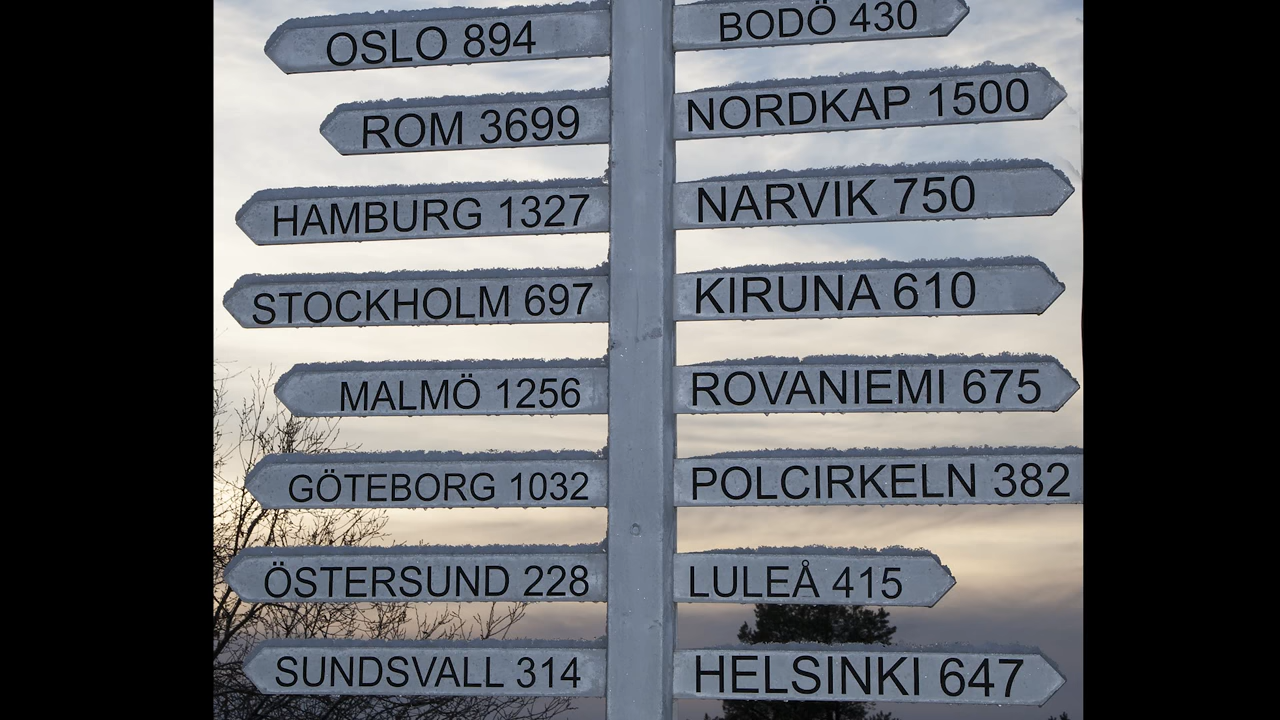 OSLO 894
ROM 3699
HAMBURG 1327
STOCKHOLM 697
MALMÖ 1256
GÖTEBORG 1032
ÖSTERSUND 228
SUNDSVALL 314
BODÖ 430
NORDKAP 1500
NARVIK 750
KIRUNA 610
ROVANIEMI 675
POLCIRKELN 382
LULEÅ 415
HELSINKI 647